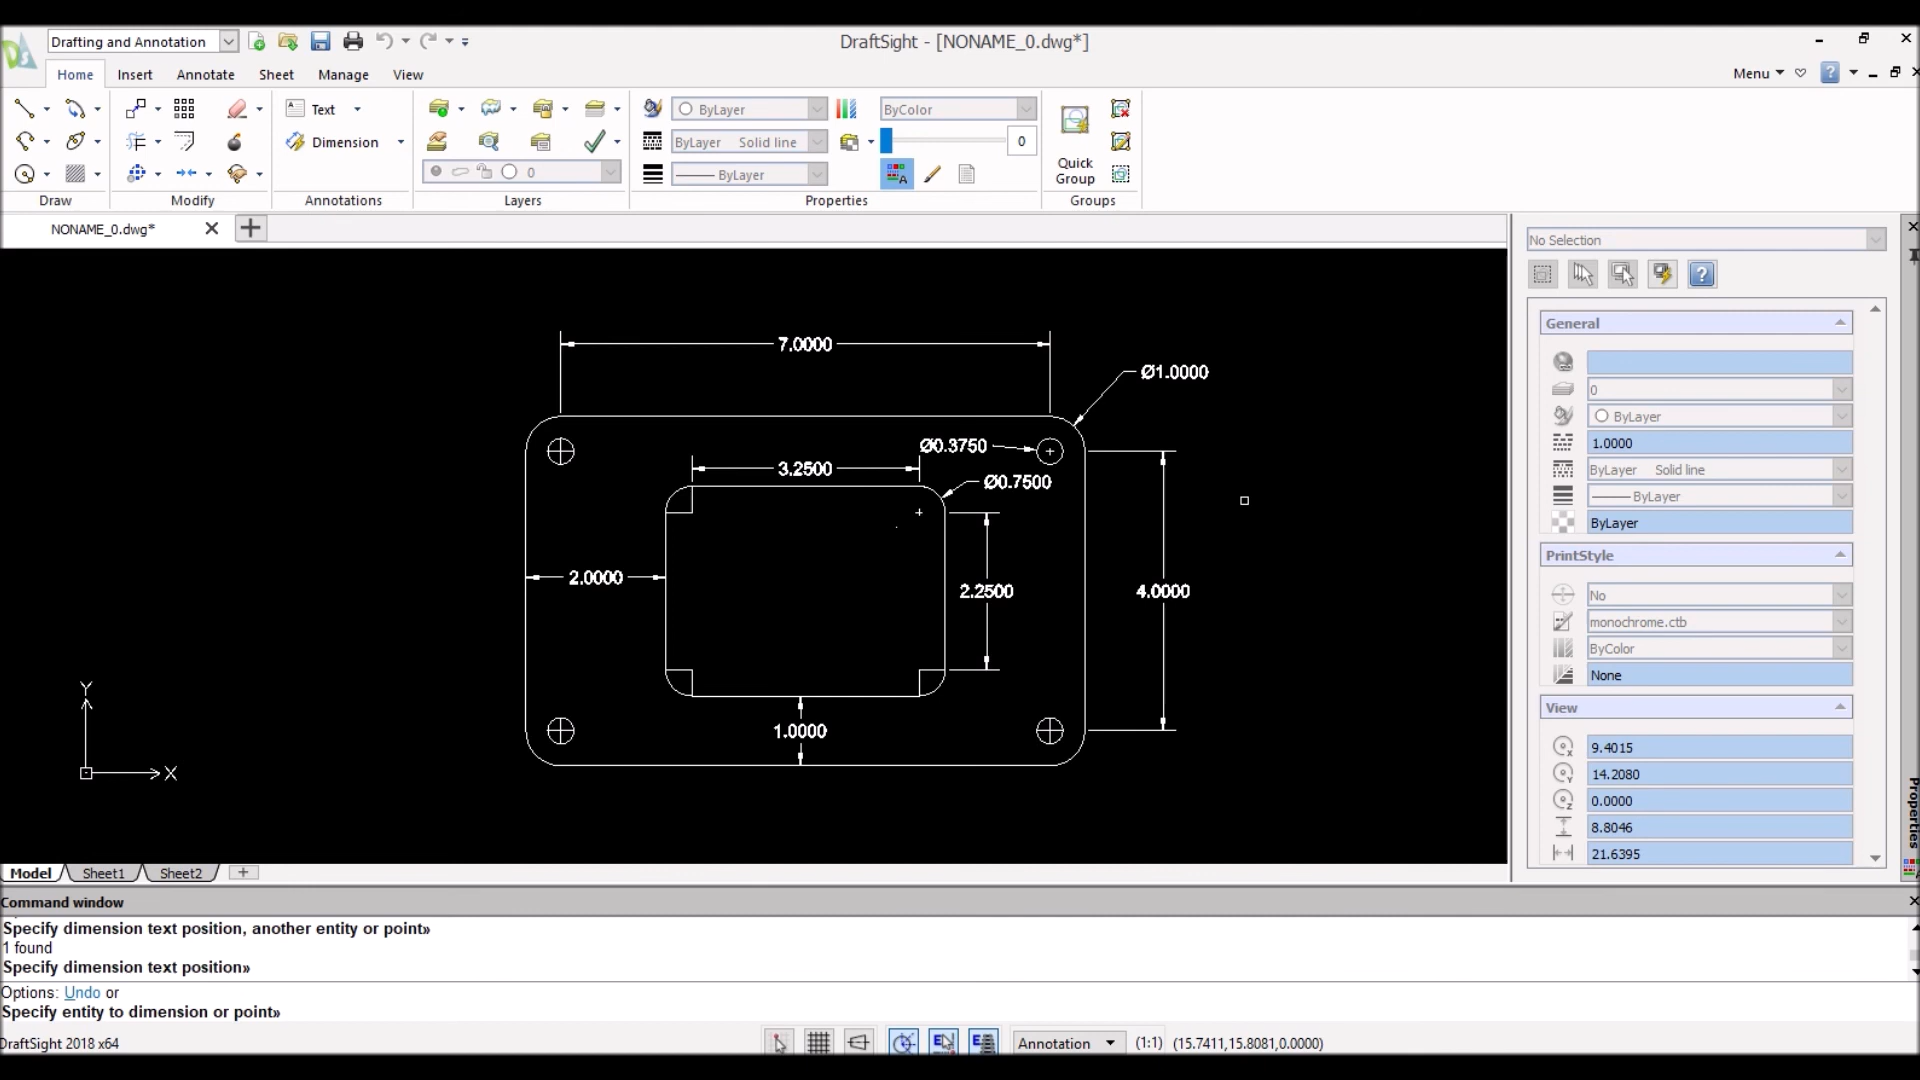 Drafting and Annotation
DraftSight - [NONAME_0.dwg*]
Home Insert Annotate Sheet Manage View
Menu
Text
Dimension
ByLayer
ByLayer Solid line
ByLayer
ByColor
0
0
Quick
Group
Draw Modify Annotations Layers Properties Groups
NONAME_0.dwg*
No Selection
General
0
ByLayer
1.0000
ByLayer Solid line
ByLayer
ByLayer
PrintStyle
No
monochrome.ctb
ByColor
None
View
9.4015
14.2080
0.0000
8.8046
21.6395
Properties
7.0000
Ø1.0000
Ø0.3750
3.2500
Ø0.7500
2.0000
2.2500
4.0000
1.0000
Y
X
Model Sheet1 Sheet2
Command window
Specify dimension text position, another entity or point»
1 found
Specify dimension text position»
Options: Undo or
Specify entity to dimension or point»
DraftSight 2018 x64
Annotation (1:1) (15.7411,15.8081,0.0000)